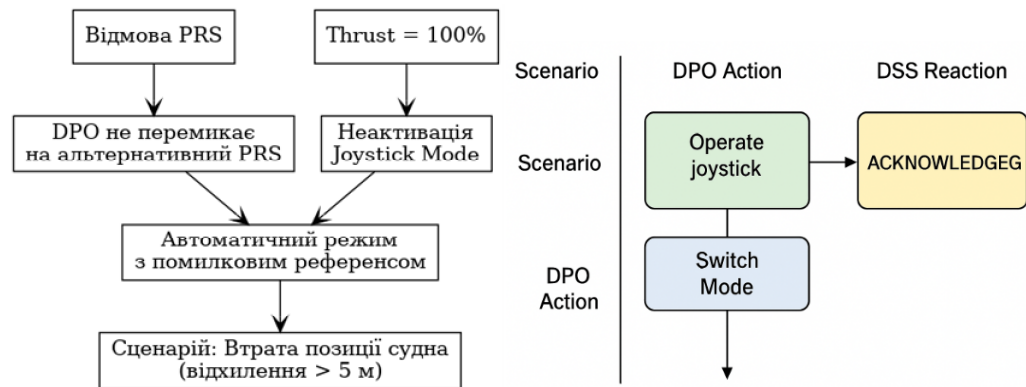 Відмова PRS
Thrust = 100%
DPO не перемикає
на альтернативний PRS
Неактивація
Joystick Mode
Автоматичний режим
з помилковим референсом
Сценарій: Втрата позиції судна
(відхилення > 5 м)
Scenario
DPO Action
DSS Reaction
Scenario
Operate
joystick
ACKNOWLEDGEG
DPO
Action
Switch
Mode